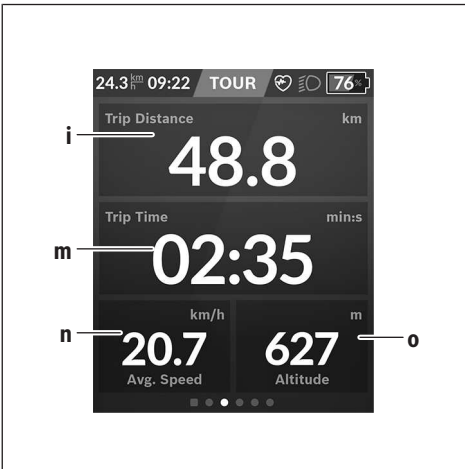 24.3 km/h 09:22 TOUR 76%
Trip Distance km
i
48.8
Trip Time min:s
m
02:35
km/h m
n 20.7 627 o
Avg. Speed Altitude